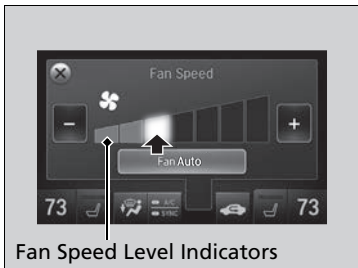 Fan Speed
Fan Auto
73
A/C
SYNC
73
Fan Speed Level Indicators